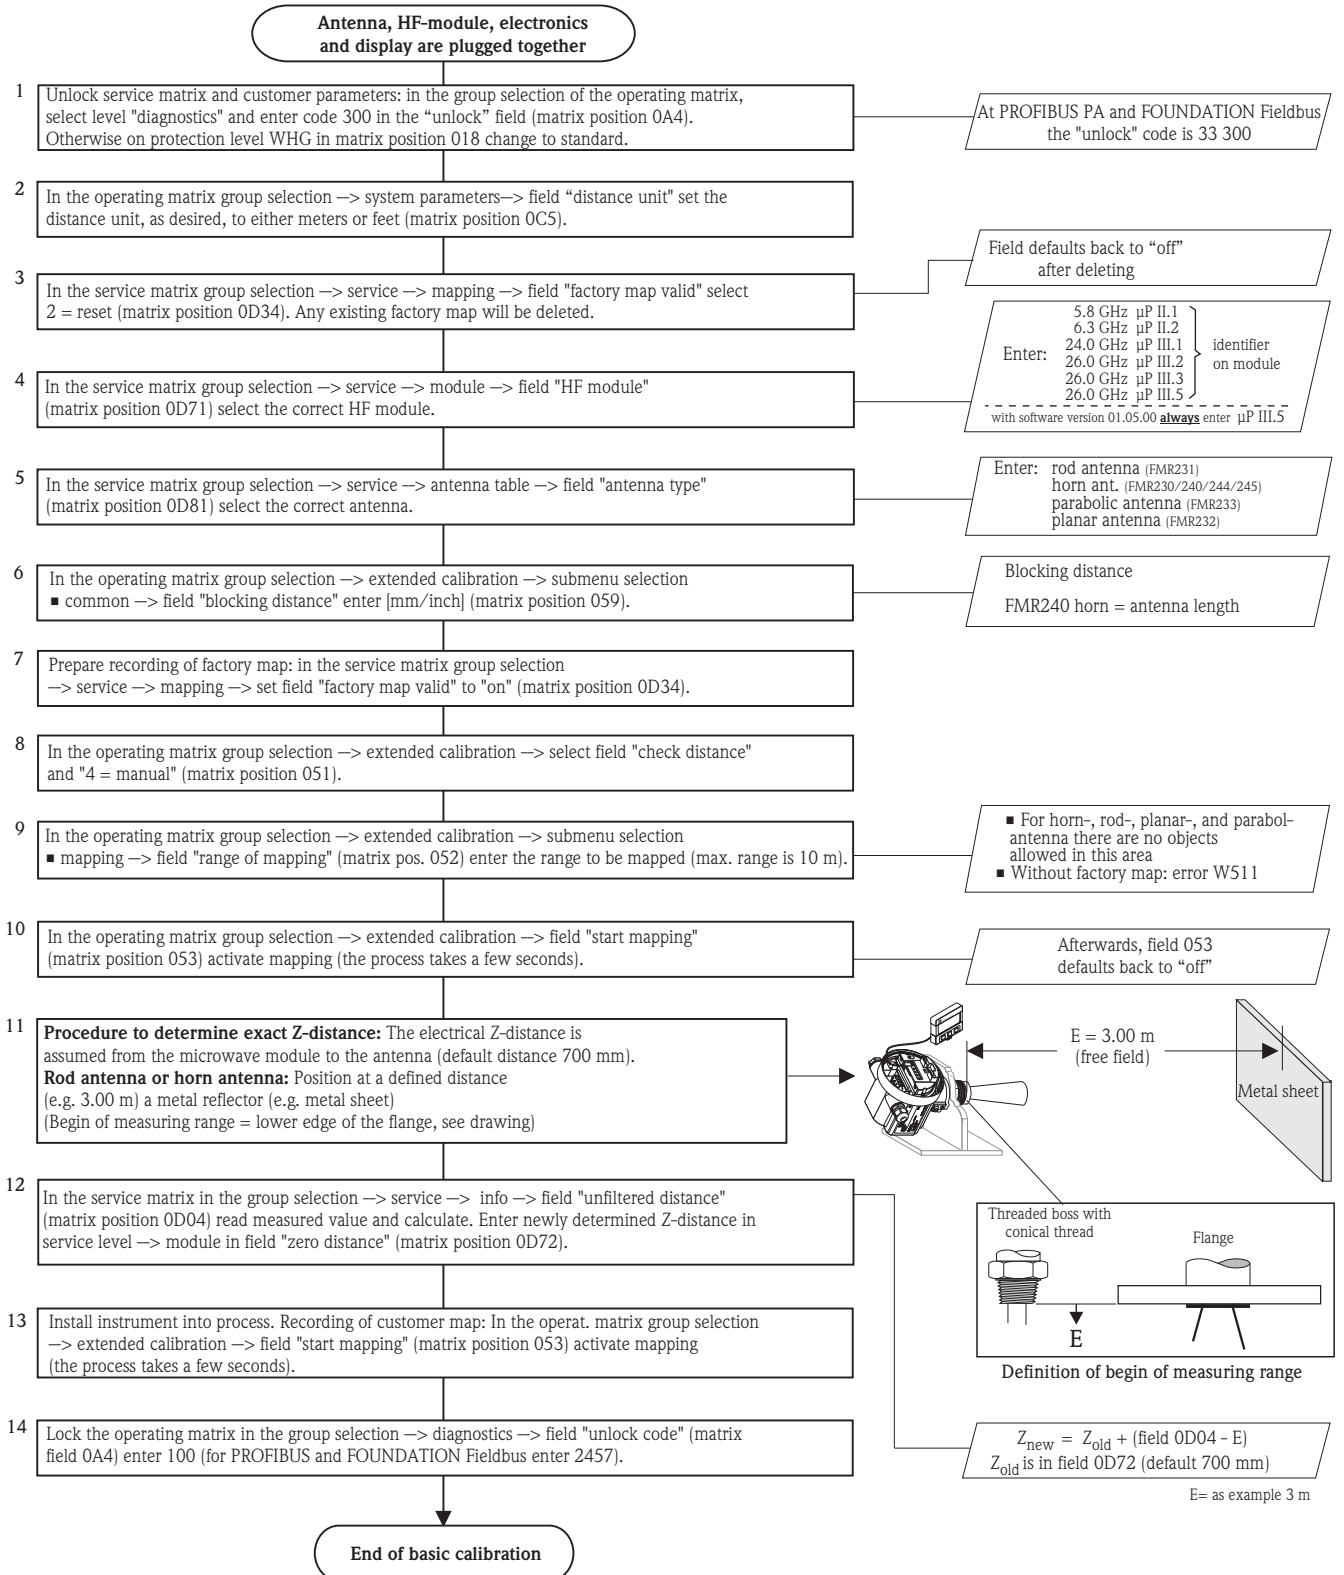 Antenna, HF-module, electronics
and display are plugged together
1
Unlock service matrix and customer parameters: in the group selection of the operating matrix,
select level "diagnostics" and enter code 300 in the “unlock” field (matrix position 0A4).
Otherwise on protection level WHG in matrix position 018 change to standard.
At PROFIBUS PA and FOUNDATION Fieldbus
the "unlock" code is 33 300
2
In the operating matrix group selection —> system parameters—> field “distance unit" set the
distance unit, as desired, to either meters or feet (matrix position 0C5).
3
In the service matrix group selection —> service —> mapping —> field "factory map valid" select
2 = reset (matrix position 0D34). Any existing factory map will be deleted.
Field defaults back to “off”
after deleting
4
In the service matrix group selection —> service —> module —> field "HF module"
(matrix position 0D71) select the correct HF module.
Enter:
5.8 GHz µP II.1
6.3 GHz µP II.2
24.0 GHz µP III.1
26.0 GHz µP III.2
26.0 GHz µP III.3
26.0 GHz µP III.5
identifier
on module
with software version 01.05.00 always enter µP III.5
5
In the service matrix group selection —> service —> antenna table —> field "antenna type"
(matrix position 0D81) select the correct antenna.
Enter: rod antenna (FMR231)
horn ant. (FMR230/240/244/245)
parabolic antenna (FMR233)
planar antenna (FMR232)
6
In the operating matrix group selection —> extended calibration —> submenu selection
■ common —> field "blocking distance" enter [mm/inch] (matrix position 059).
Blocking distance
FMR240 horn = antenna length
7
Prepare recording of factory map: in the service matrix group selection
—> service —> mapping —> set field "factory map valid" to "on" (matrix position 0D34).
8
In the operating matrix group selection —> extended calibration —> select field "check distance"
and "4 = manual" (matrix position 051).
9
In the operating matrix group selection —> extended calibration —> submenu selection
■ mapping —> field "range of mapping" (matrix pos. 052) enter the range to be mapped (max. range is 10 m).
■ For horn-, rod-, planar-, and parabol-
antenna there are no objects
allowed in this area
■ Without factory map: error W511
10
In the operating matrix group selection —> extended calibration —> field "start mapping"
(matrix position 053) activate mapping (the process takes a few seconds).
Afterwards, field 053
defaults back to “off”
11
Procedure to determine exact Z-distance: The electrical Z-distance is
assumed from the microwave module to the antenna (default distance 700 mm).
Rod antenna or horn antenna: Position at a defined distance
(e.g. 3.00 m) a metal reflector (e.g. metal sheet)
(Begin of measuring range = lower edge of the flange, see drawing)
E = 3.00 m
(free field)
Metal sheet
12
In the service matrix in the group selection —> service —> info —> field "unfiltered distance"
(matrix position 0D04) read measured value and calculate. Enter newly determined Z-distance in
service level —> module in field "zero distance" (matrix position 0D72).
Threaded boss with
conical thread
Flange
E
Definition of begin of measuring range
13
Install instrument into process. Recording of customer map: In the operat. matrix group selection
—> extended calibration —> field "start mapping" (matrix position 053) activate mapping
(the process takes a few seconds).
14
Lock the operating matrix in the group selection —> diagnostics —> field "unlock code" (matrix
field 0A4) enter 100 (for PROFIBUS and FOUNDATION Fieldbus enter 2457).
Znew = Zold + (field 0D04 - E)
Zold is in field 0D72 (default 700 mm)
E= as example 3 m
End of basic calibration